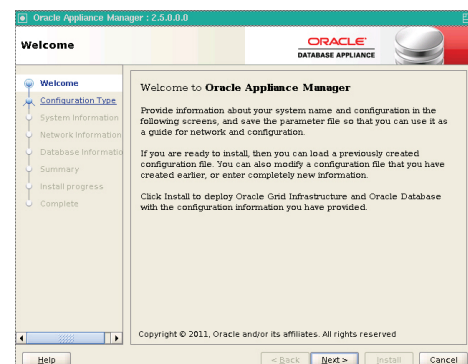 Oracle Appliance Manager : 2.5.0.0.0
Welcome
ORACLE
DATABASE APPLIANCE
Welcome
Configuration Type
System Information
Network Information
Database Informatio
Summary
Install progress
Complete
Welcome to Oracle Appliance Manager
Provide information about your system name and configuration in the
following screens, and save the parameter file so that you can use it as
a guide for network and configuration.
If you are ready to install, then you can load a previously created
configuration file. You can also modify a configuration file that you have
created earlier, or enter completely new information.
Click Install to deploy Oracle Grid Infrastructure and Oracle Database
with the configuration information you have provided.
Copyright © 2011, Oracle and/or its affiliates. All rights reserved
Help
< Back
Next >
Install
Cancel